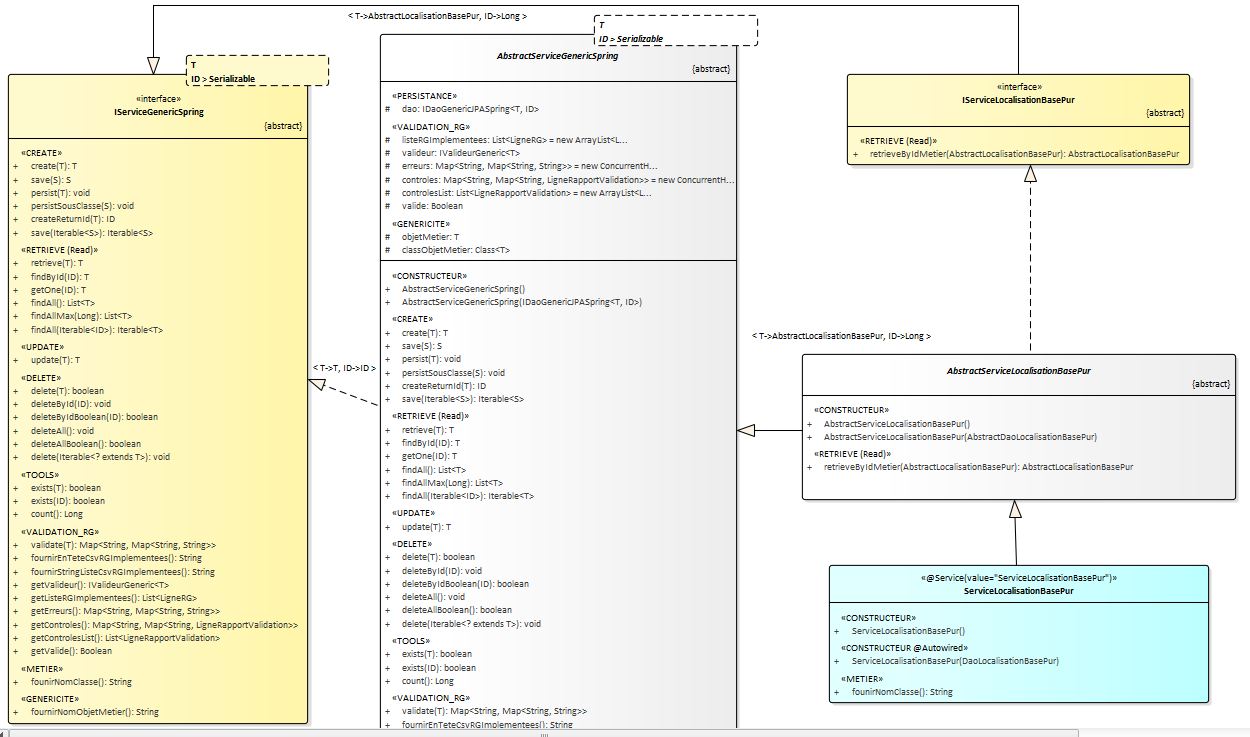 < T->AbstractLocalisationBasePur, ID->Long >
T
ID > Serializable
«interface»
IServiceGenericSpring
{abstract}
«CREATE»
+ create(T): T
+ save(S): S
+ persist(T): void
+ persistSousClasse(S): void
+ createReturnId(T): ID
+ save(Iterable<S>): Iterable<S>
«RETRIEVE (Read)»
+ retrieve(T): T
+ findById(ID): T
+ getOne(ID): T
+ findAll(): List<T>
+ findAllMax(Long): List<T>
+ findAll(Iterable<ID>): Iterable<T>
«UPDATE»
+ update(T): T
«DELETE»
+ delete(T): boolean
+ deleteById(ID): void
+ deleteByIdBoolean(ID): boolean
+ deleteAll(): void
+ deleteAllBoolean(): boolean
+ delete(Iterable<? extends T>): void
«TOOLS»
+ exists(T): boolean
+ exists(ID): boolean
+ count(): Long
«VALIDATION_RG»
+ validate(T): Map<String, Map<String, String>>
+ fournirEnTeteCsvRGImplementees(): String
+ fournirStringListeCsvRGImplementees(): String
+ getValideur(): IValideurGeneric<T>
+ getListeRGImplementees(): List<LigneRG>
+ getErreurs(): Map<String, Map<String, String>>
+ getControles(): Map<String, Map<String, LigneRapportValidation>>
+ getControlesList(): List<LigneRapportValidation>
+ getValide(): Boolean
«METIER»
+ founirNomClasse(): String
«GENERICITE»
+ fournirNomObjetMetier(): String
< T->T, ID->ID >
T
ID > Serializable
AbstractServiceGenericSpring
{abstract}
«PERSISTANCE»
# dao: IDaoGenericJPASpring<T, ID>
«VALIDATION_RG»
# listeRGImplementees: List<LigneRG> = new ArrayList<L...
# valideur: IValideurGeneric<T>
# erreurs: Map<String, Map<String, String>> = new ConcurrentH...
# controles: Map<String, Map<String, LigneRapportValidation>> = new ConcurrentH...
# controlesList: List<LigneRapportValidation> = new ArrayList<L...
# valide: Boolean
«GENERICITE»
# objetMetier: T
# classObjetMetier: Class<T>
«CONSTRUCTEUR»
+ AbstractServiceGenericSpring()
+ AbstractServiceGenericSpring(IDaoGenericJPASpring<T, ID>)
«CREATE»
+ create(T): T
+ save(S): S
+ persist(T): void
+ persistSousClasse(S): void
+ createReturnId(T): ID
+ save(Iterable<S>): Iterable<S>
«RETRIEVE (Read)»
+ retrieve(T): T
+ findById(ID): T
+ getOne(ID): T
+ findAll(): List<T>
+ findAllMax(Long): List<T>
+ findAll(Iterable<ID>): Iterable<T>
«UPDATE»
+ update(T): T
«DELETE»
+ delete(T): boolean
+ deleteById(ID): void
+ deleteByIdBoolean(ID): boolean
+ deleteAll(): void
+ deleteAllBoolean(): boolean
+ delete(Iterable<? extends T>): void
«TOOLS»
+ exists(T): boolean
+ exists(ID): boolean
+ count(): Long
«VALIDATION_RG»
+ validate(T): Map<String, Map<String, String>>
+ fournirEnTeteCsvRGImplementees(): String
«interface»
IServiceLocalisationBasePur
{abstract}
«RETRIEVE (Read)»
+ retrieveByIdMetier(AbstractLocalisationBasePur): AbstractLocalisationBasePur
< T->AbstractLocalisationBasePur, ID->Long >
AbstractServiceLocalisationBasePur
{abstract}
«CONSTRUCTEUR»
+ AbstractServiceLocalisationBasePur()
+ AbstractServiceLocalisationBasePur(AbstractDaoLocalisationBasePur)
«RETRIEVE (Read)»
+ retrieveByIdMetier(AbstractLocalisationBasePur): AbstractLocalisationBasePur
«@Service(value="ServiceLocalisationBasePur")»
ServiceLocalisationBasePur
«CONSTRUCTEUR»
+ ServiceLocalisationBasePur()
«CONSTRUCTEUR @Autowired»
+ ServiceLocalisationBasePur(DaoLocalisationBasePur)
«METIER»
+ founirNomClasse(): String